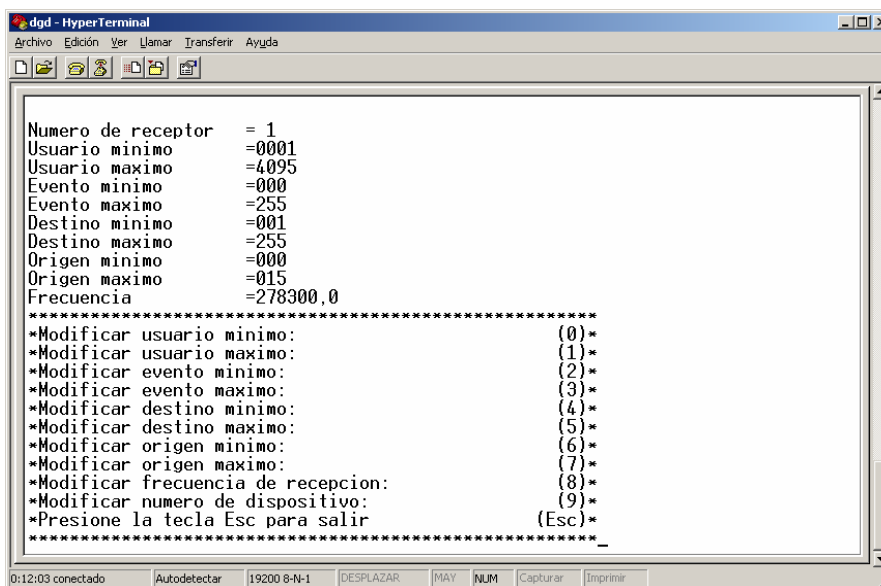 dgd - HyperTerminal
Archivo Edición Ver Llamar Transferir Ayuda
Numero de receptor = 1
Usuario minimo =0001
Usuario maximo =4095
Evento minimo =000
Evento maximo =255
Destino minimo =001
Destino maximo =255
Origen minimo =000
Origen maximo =015
Frecuencia =278300,0
*******************************************************
*Modificar usuario minimo: (0)*
*Modificar usuario maximo: (1)*
*Modificar evento minimo: (2)*
*Modificar evento maximo: (3)*
*Modificar destino minimo: (4)*
*Modificar destino maximo: (5)*
*Modificar origen minimo: (6)*
*Modificar origen maximo: (7)*
*Modificar frecuencia de recepcion: (8)*
*Modificar numero de dispositivo: (9)*
*Presione la tecla Esc para salir (Esc)*
*******************************************************_
0:12:03 conectado Autodetectar 19200 8-N-1 DESPLAZAR MAY NUM Capturar Imprimir